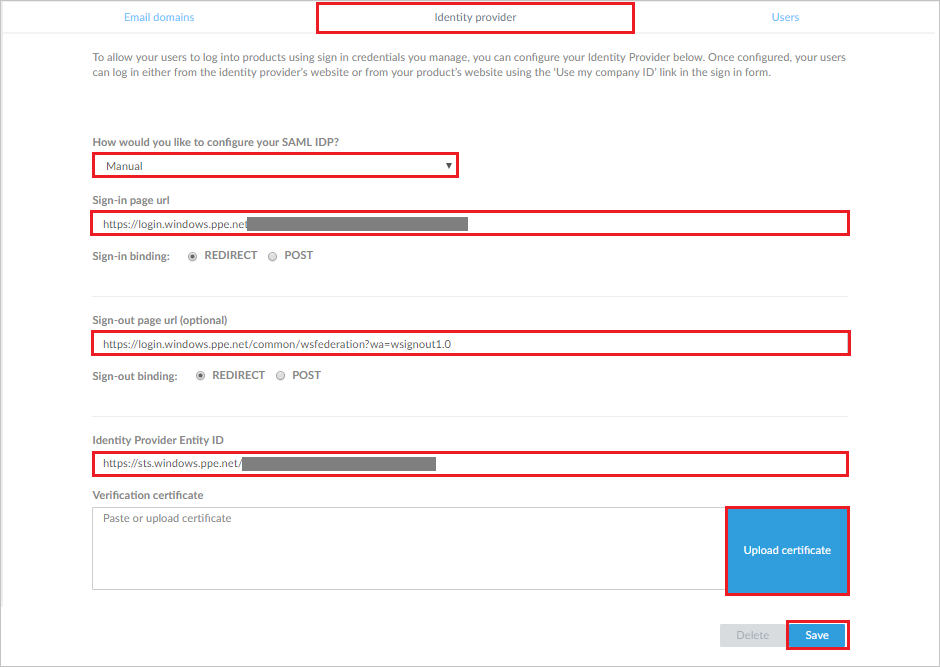 Email domains
Identity provider
Users
To allow your users to log into products using sign in credentials you manage, you can configure your Identity Provider below. Once configured, your users
can log in either from the identity provider's website or from your product's website using the 'Use my company ID' link in the sign in form.
How would you like to configure your SAML IDP?
Manual
Sign-in page url
https://login.windows.ppe.net
Sign-in binding: REDIRECT POST
Sign-out page url (optional)
https://login.windows.ppe.net/common/wsfederation?wa=wsignout1.0
Sign-out binding: REDIRECT POST
Identity Provider Entity ID
https://sts.windows.ppe.net/
Verification certificate
Paste or upload certificate
Upload certificate
Delete
Save